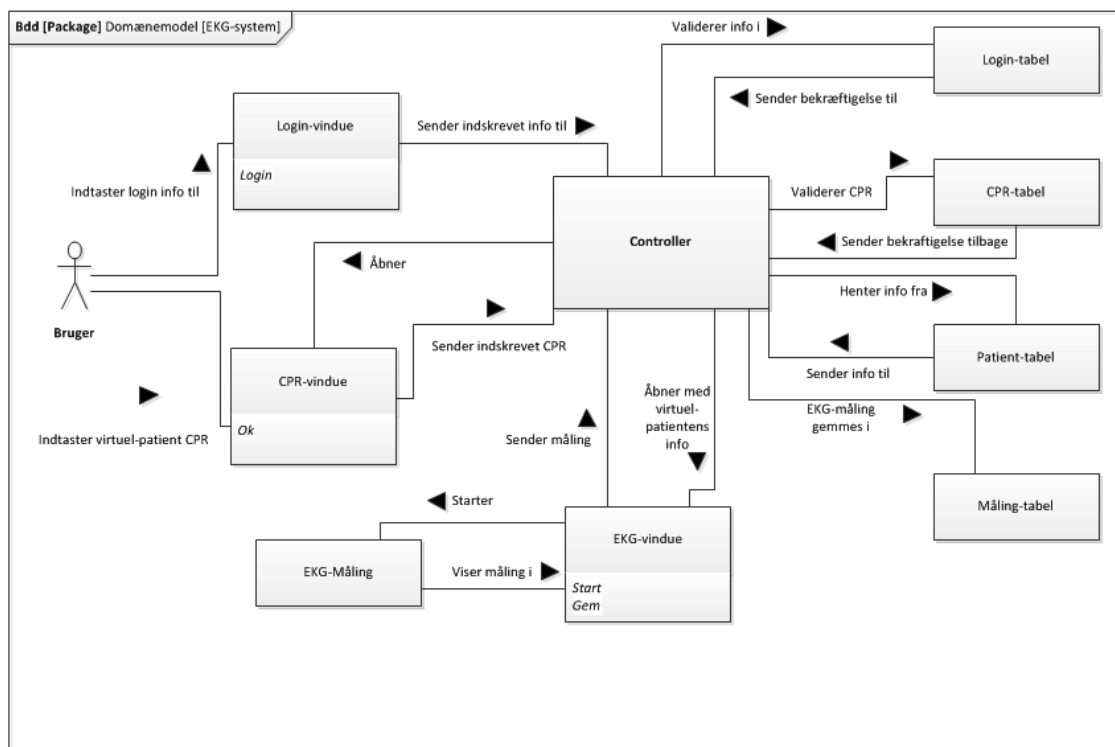 Bdd [Package] Domænemodel [EKG-system]
Validerer info i
Login-tabel
Sender bekræftigelse til
Login-vindue
Login
Sender indskrevet info til
Indtaster login info til
Validerer CPR
CPR-tabel
Sender bekraftigelse tilbage
Controller
Åbner
Bruger
Henter info fra
Patient-tabel
Sender info til
Sender indskrevet CPR
CPR-vindue
Ok
Indtaster virtuel-patient CPR
Åbner med
virtuel-
patientens
info
Sender måling
EKG-måling
gemmes i
Måling-tabel
Starter
EKG-vindue
Start
Gem
EKG-Måling
Viser måling i